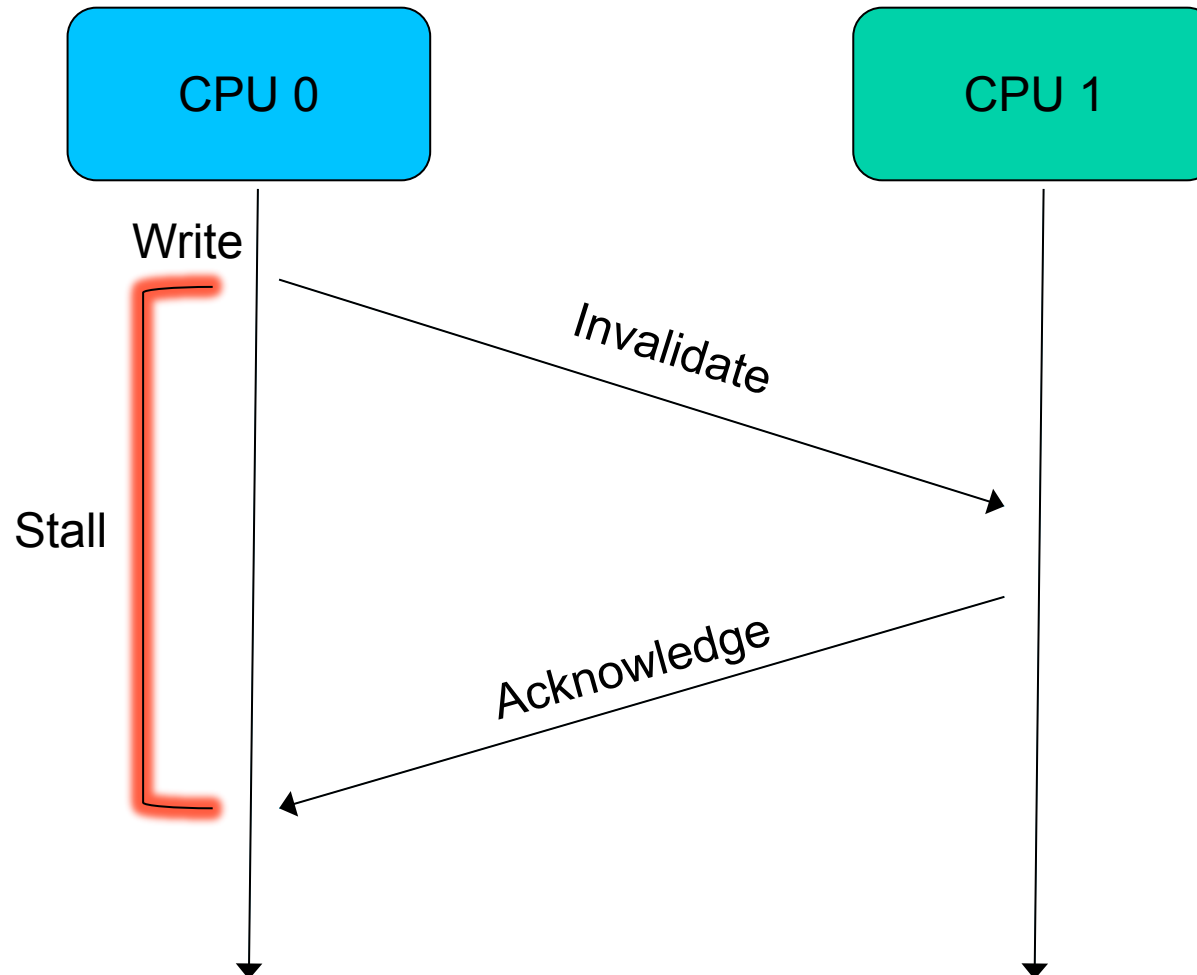 CPU 0
CPU 1
Write
Invalidate
Stall
Acknowledge